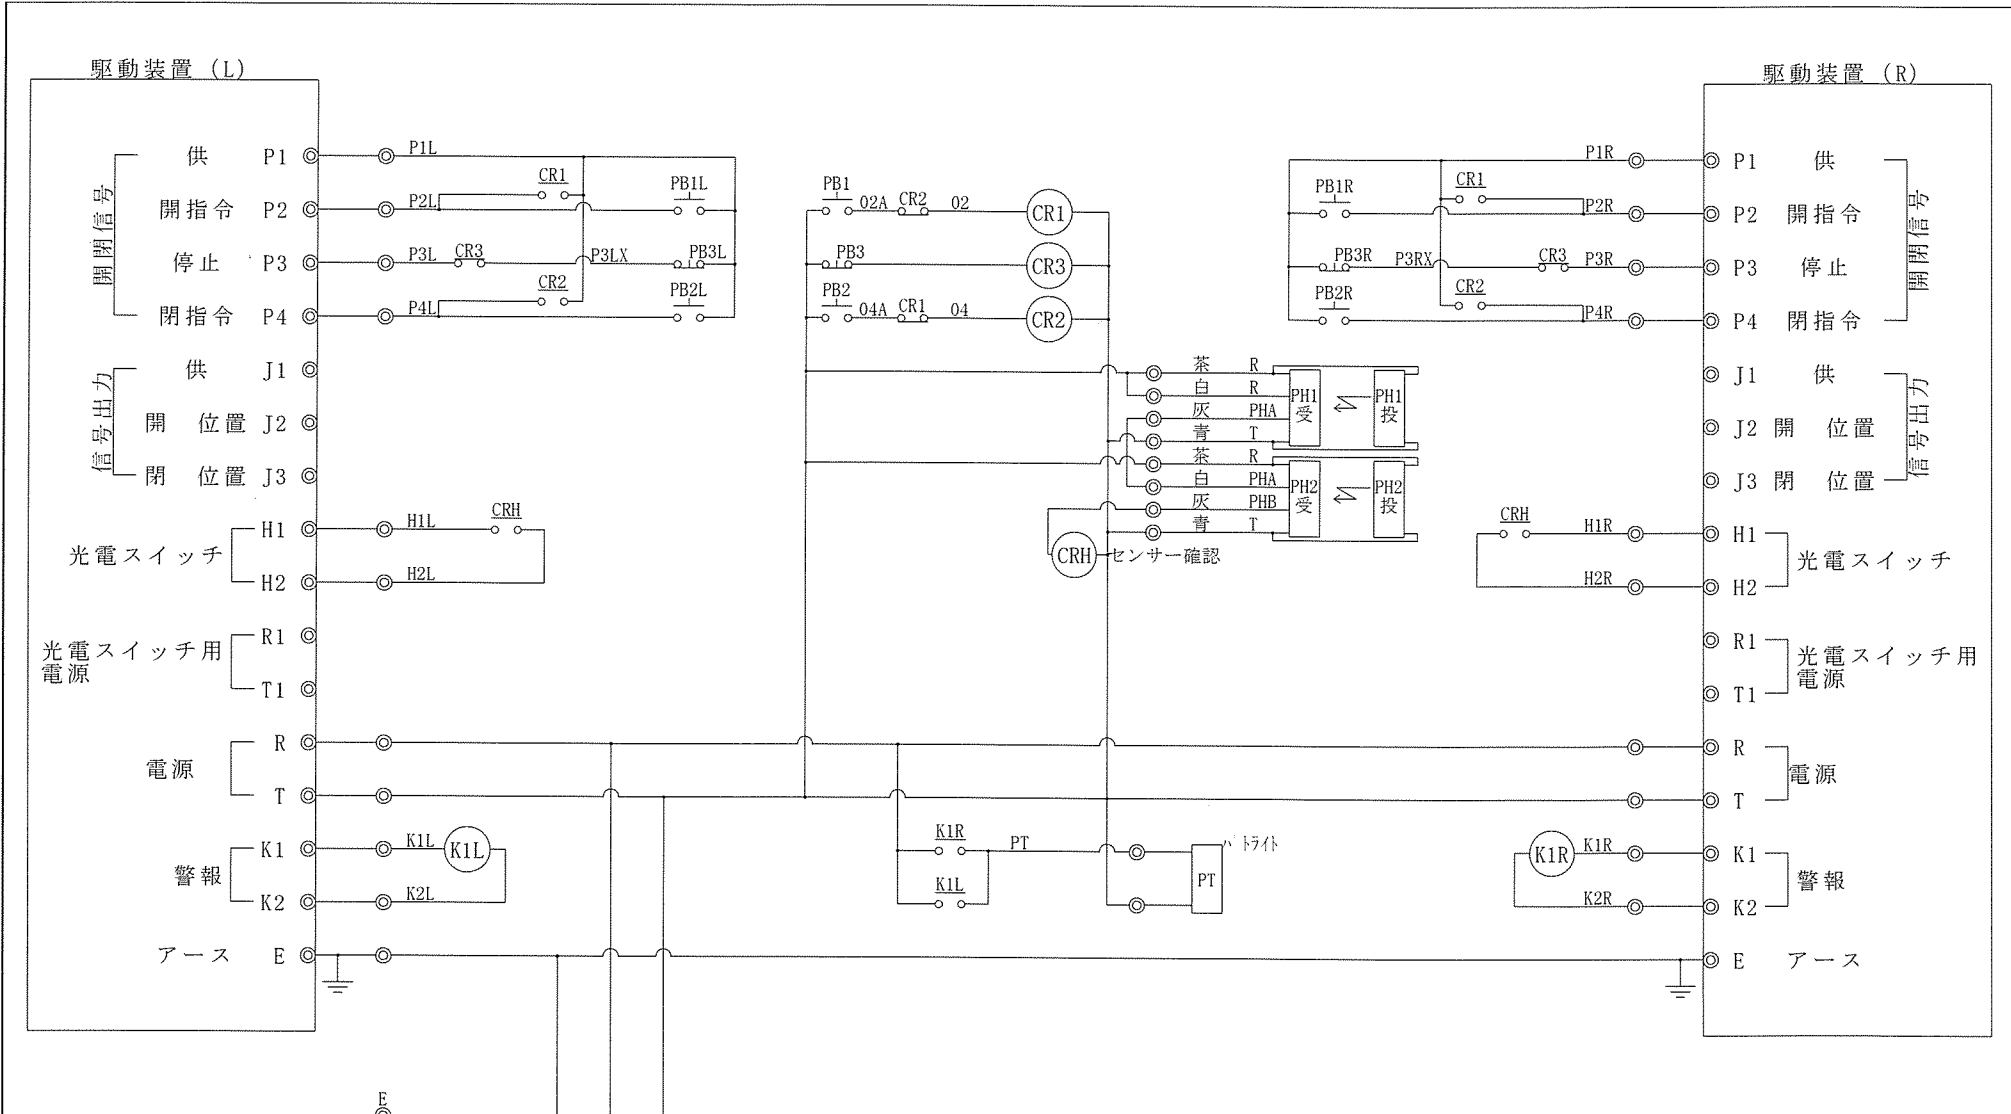 駆動装置 (L)
開閉信号
供 P1
開指令 P2
停止 P3
閉指令 P4
信号出力
供 J1
開 位置 J2
閉 位置 J3
光電スイッチ
H1
H2
光電スイッチ用
電源
R1
T1
電源
R
T
警報
K1
K2
アース E
P1L
CR1
PB1L
P2L
P3L CR3 P3LX PB3L
CR2
PB2L
P4L
H1L CRH
H2L
K1L K1L
K2L
E
PB1 02A CR2 02 CR1
PB3 CR3
PB2 04A CR1 04 CR2
茶 R
白 R
灰 PHA
青 T
茶 R
白 PHA
灰 PHB
青 T
PH1
受
PH1
投
PH2
受
PH2
投
CRH センサー確認
K1R PT
K1L
パトライト
PT
駆動装置 (R)
P1R
PB1R CR1
P2R
PB3R P3RX CR3 P3R
PB2R CR2
P4R
CRH H1R
H2R
K1R K1R
K2R
P1 供
P2 開指令
P3 停止
P4 閉指令
開閉信号
J1 供
J2 開 位置
J3 閉 位置
信号出力
H1
H2
光電スイッチ
R1
T1
光電スイッチ用
電源
R
T
電源
K1
K2
警報
E アース